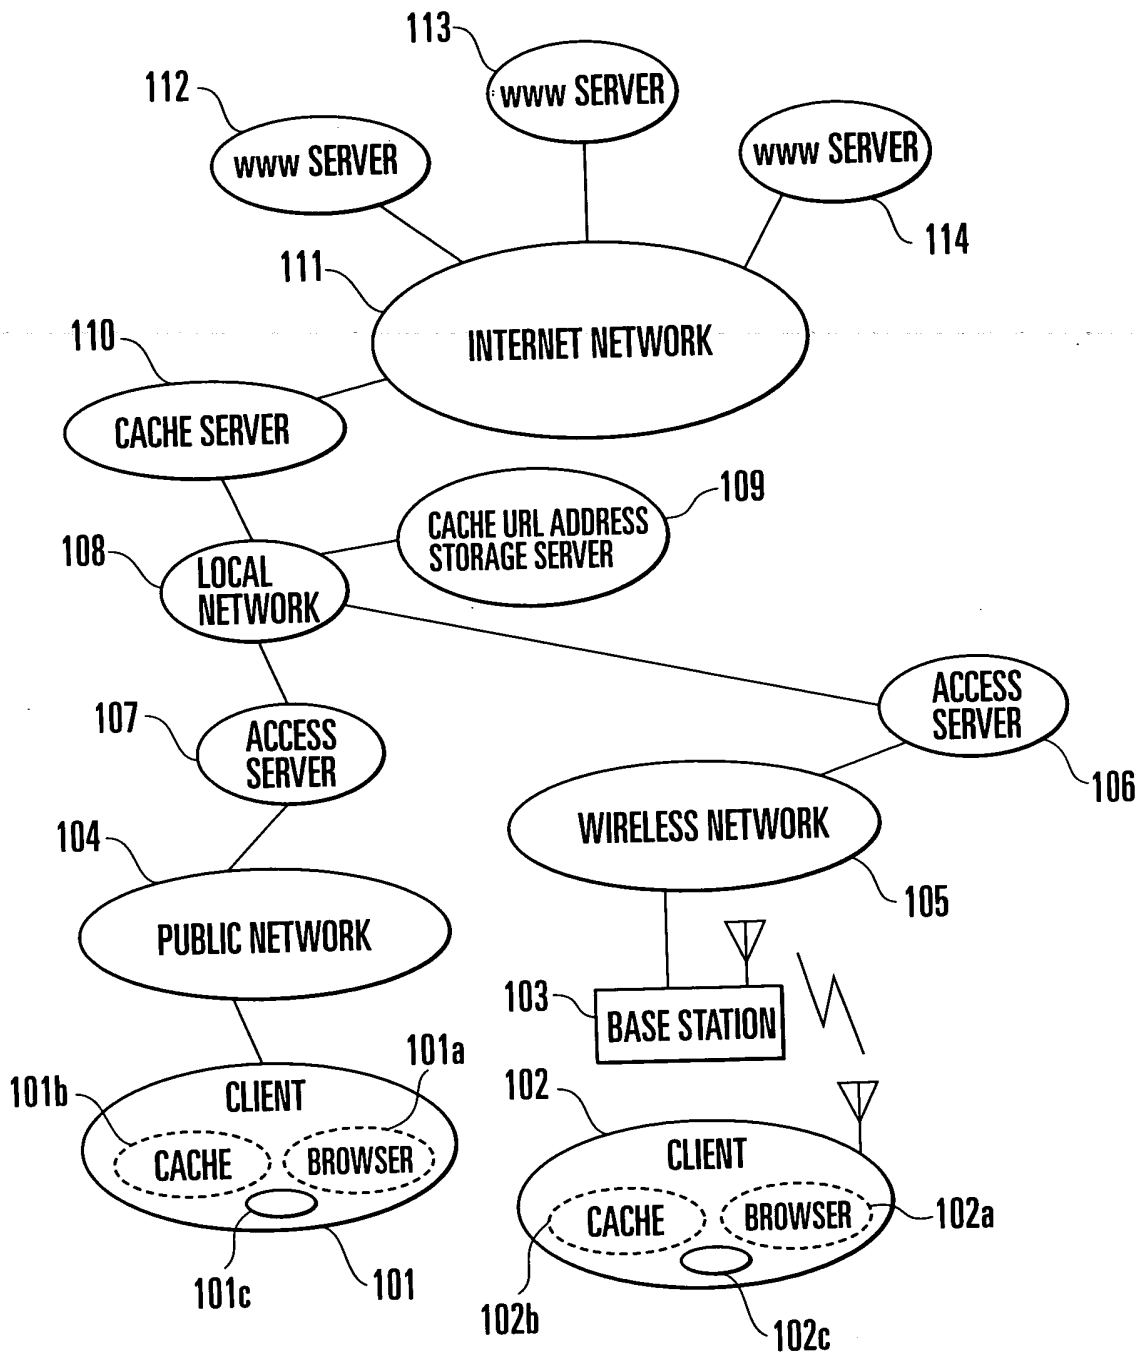 113
www SERVER
112
www SERVER
www SERVER
114
111
INTERNET NETWORK
110
CACHE SERVER
109
CACHE URL ADDRESS
STORAGE SERVER
108
LOCAL
NETWORK
ACCESS
SERVER
106
107
ACCESS
SERVER
WIRELESS NETWORK
105
104
PUBLIC NETWORK
103
BASE STATION
101a
101b
CLIENT
CACHE
BROWSER
101c
101
102
CLIENT
CACHE
BROWSER
102a
102b
102c